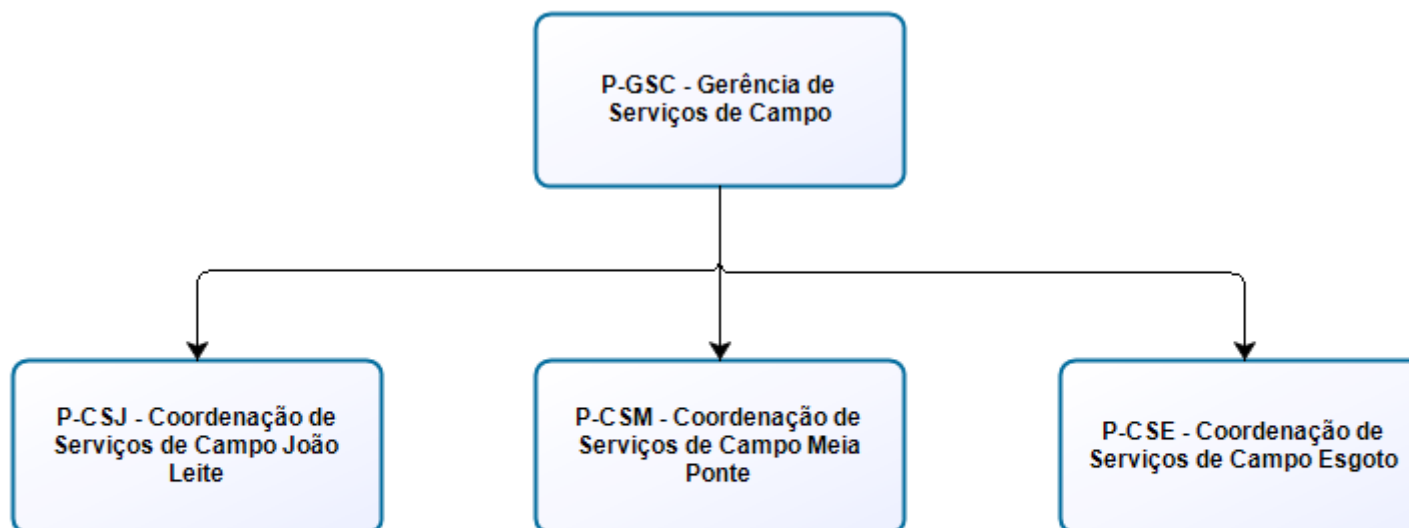 P-GSC - Gerência de
Serviços de Campo
P-CSJ - Coordenação de
Serviços de Campo João
Leite
P-CSM - Coordenação de
Serviços de Campo Meia
Ponte
P-CSE - Coordenação de
Serviços de Campo Esgoto